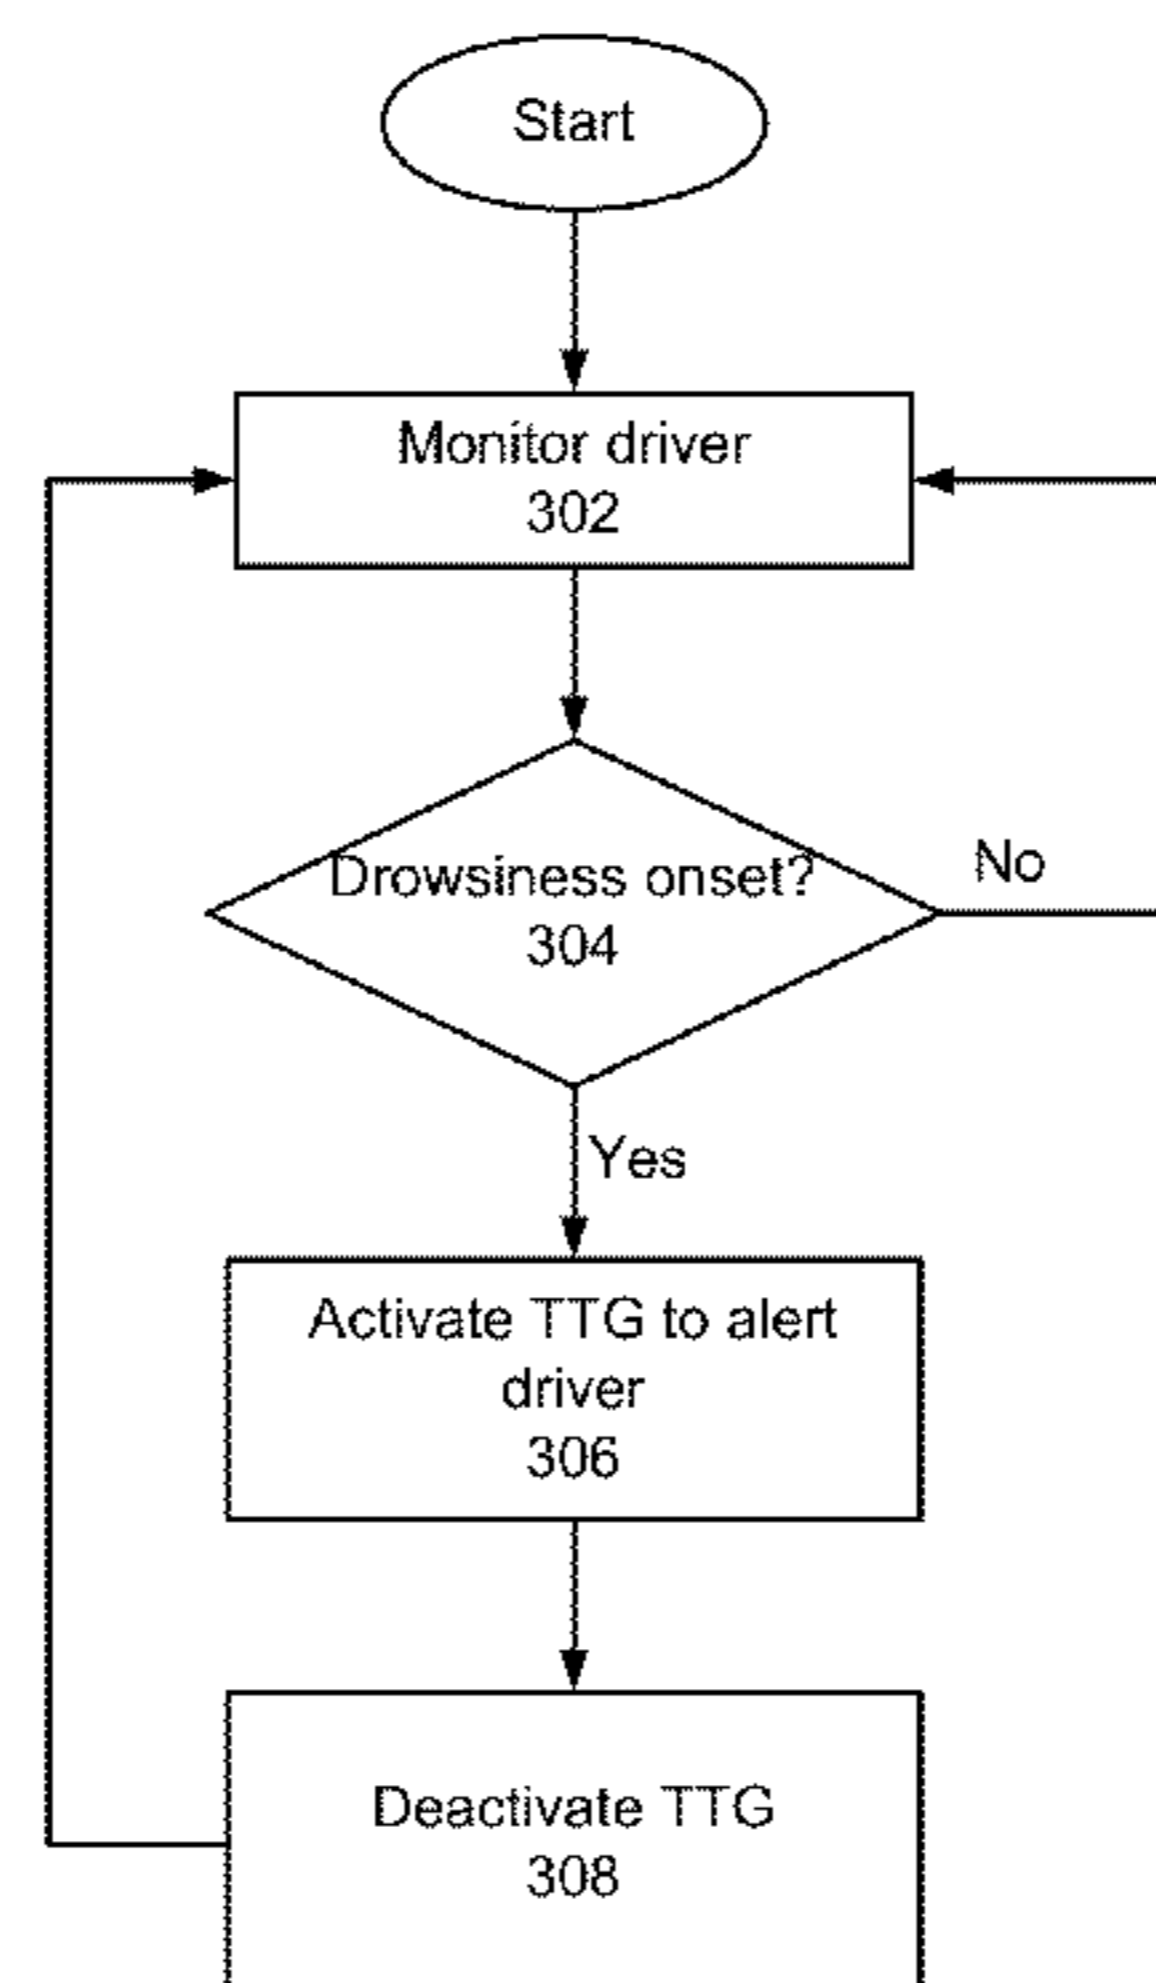 Start
Monitor driver
302
Drowsiness onset?
304
No
Yes
Activate TTG to alert
driver
306
Deactivate TTG
308